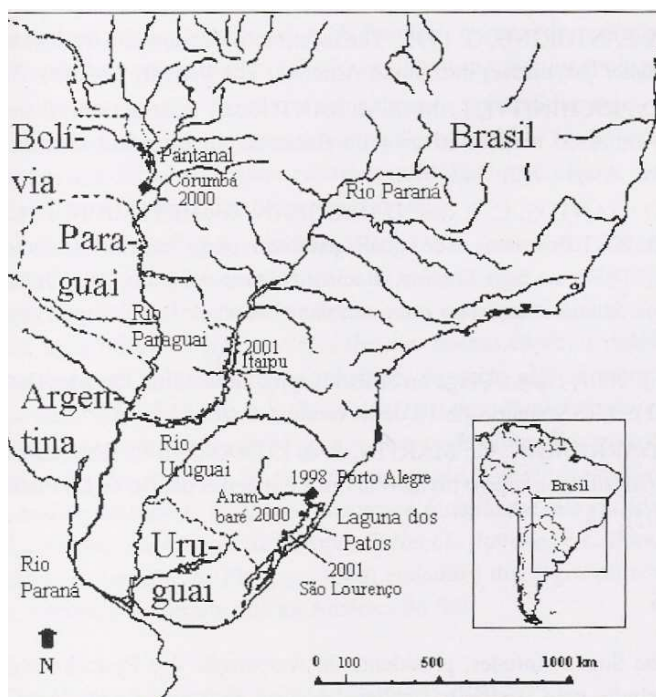 Bolí-
via
Brasil
Pantanal
Corumbá
2000
Rio Paraná
Para-
guai
Rio
Paraguai
2001
Itaipu
Argen-
tina
Rio
Uruguai
1998 Porto Alegre
Aram
baré 2000
Laguna dos
Patos
Uru-
guai
2001
São Lourenço
Rio
Paraná
Brasil
N
0 100 500 1000 km